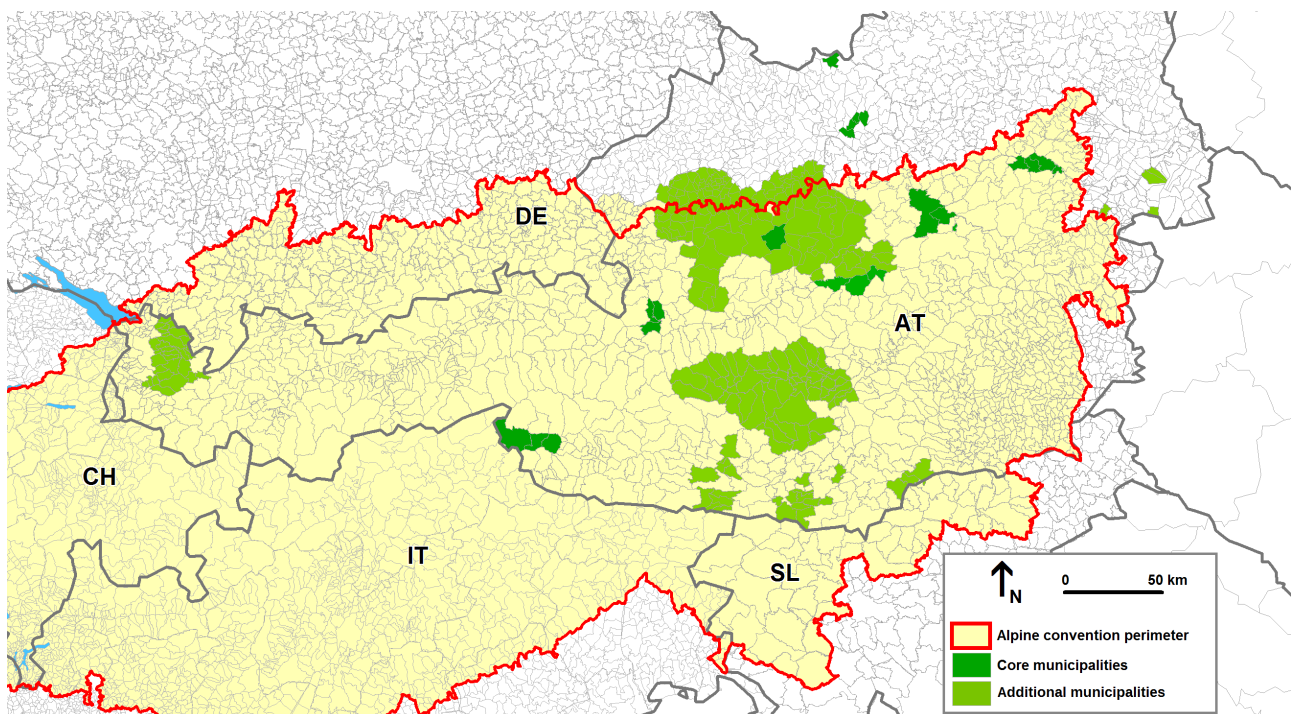 DE
AT
CH
IT
SL
0 50 km
N
Alpine convention perimeter
Core municipalities
Additional municipalities